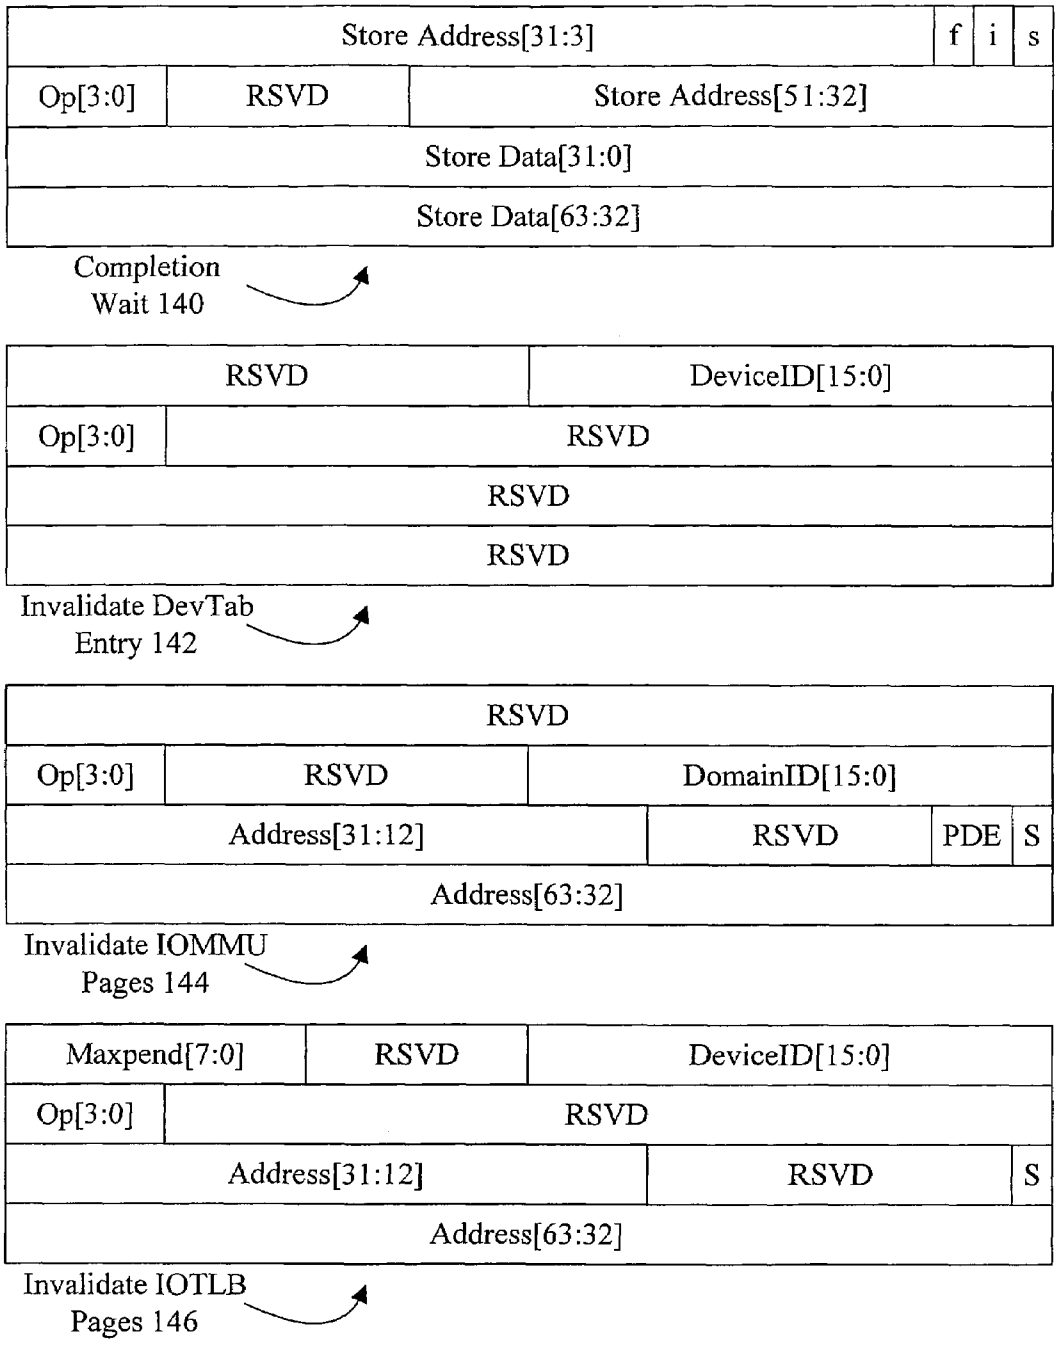 Store Address[31:3] f i s
Op[3:0] RSVD Store Address[51:32]
Store Data[31:0]
Store Data[63:32]
Completion
Wait 140
RSVD DeviceID[15:0]
Op[3:0] RSVD
RSVD
RSVD
Invalidate DevTab
Entry 142
RSVD
Op[3:0] RSVD DomainID[15:0]
Address[31:12] RSVD PDE S
Address[63:32]
Invalidate IOMMU
Pages 144
Maxpend[7:0] RSVD DeviceID[15:0]
Op[3:0] RSVD
Address[31:12] RSVD S
Address[63:32]
Invalidate IOTLB
Pages 146